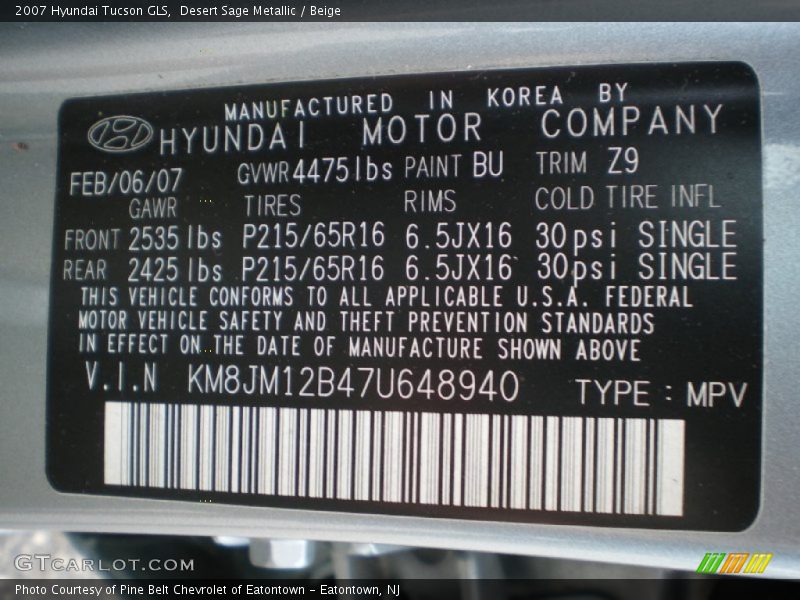 2007 Hyundai Tucson GLS,  Desert Sage Metallic / Beige
MANUFACTURED IN KOREA BY
HYUNDAI MOTOR COMPANY
FEB/06/07 GVWR 4475lbs PAINT BU TRIM Z9
GAWR TIRES RIMS COLD TIRE INFL
FRONT 2535 lbs P215/65R16 6.5JX16 30psi SINGLE
REAR 2425 lbs P215/65R16 6.5JX16 30psi SINGLE
THIS VEHICLE CONFORMS TO ALL APPLICABLE U.S.A. FEDERAL
MOTOR VEHICLE SAFETY AND THEFT PREVENTION STANDARDS
IN EFFECT ON THE DATE OF MANUFACTURE SHOWN ABOVE
V.I.N KM8JM12B47U648940 TYPE : MPV
GTCARLOT.COM
Photo Courtesy of Pine Belt Chevrolet of Eatontown - Eatontown, NJ